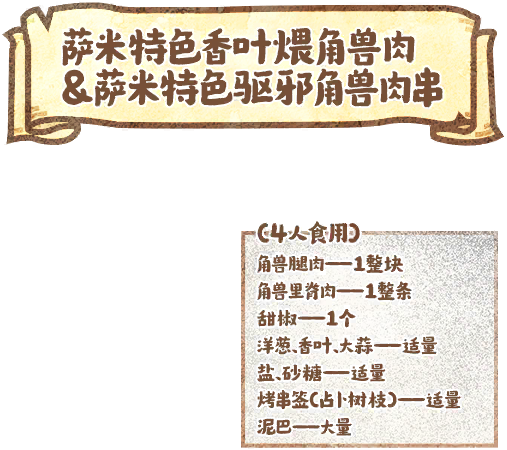 萨米特色香叶煨角兽肉
&萨米特色驱邪角兽肉串
(4人食用)
角兽腿肉——1整块
角兽里脊肉——1整条
甜椒——1个
洋葱、香叶、大蒜——适量
盐、砂糖——适量
烤串签(占卜树枝)——适量
泥巴——大量